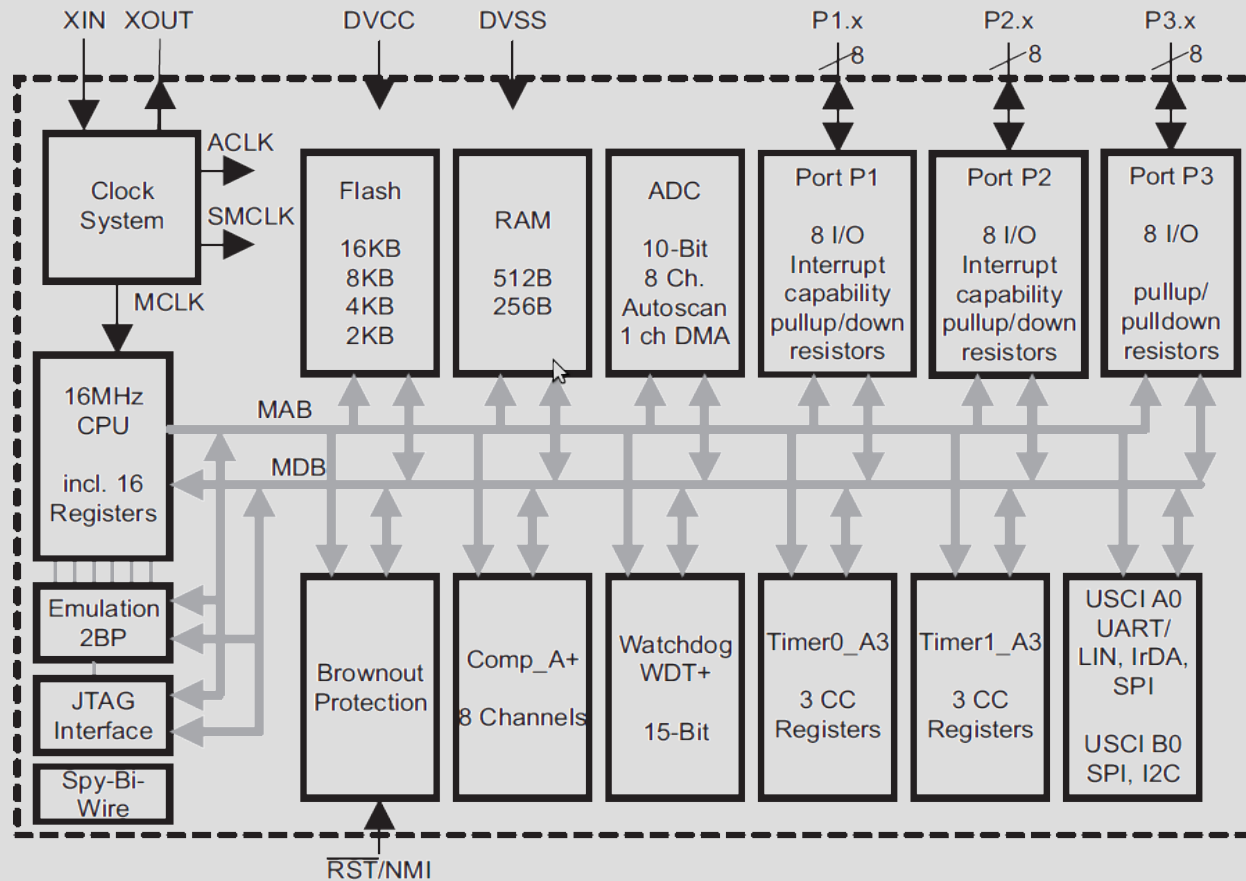 XIN XOUT DVCC DVSS P1.x P2.x P3.x
8 8 8
Clock
System
ACLK
SMCLK
MCLK
Flash
16KB
8KB
4KB
2KB
RAM
512B
256B
ADC
10-Bit
8 Ch.
Autoscan
1 ch DMA
Port P1
8 I/O
Interrupt
capability
pullup/down
resistors
Port P2
8 I/O
Interrupt
capability
pullup/down
resistors
Port P3
8 I/O
pullup/
pulldown
resistors
16MHz
CPU
incl. 16
Registers
MAB
MDB
Emulation
2BP
JTAG
Interface
Spy-Bi-
Wire
Brownout
Protection
Comp_A+
8 Channels
Watchdog
WDT+
15-Bit
Timer0_A3
3 CC
Registers
Timer1_A3
3 CC
Registers
USCI A0
UART/
LIN, IrDA,
SPI
USCI B0
SPI, I2C
RST/NMI